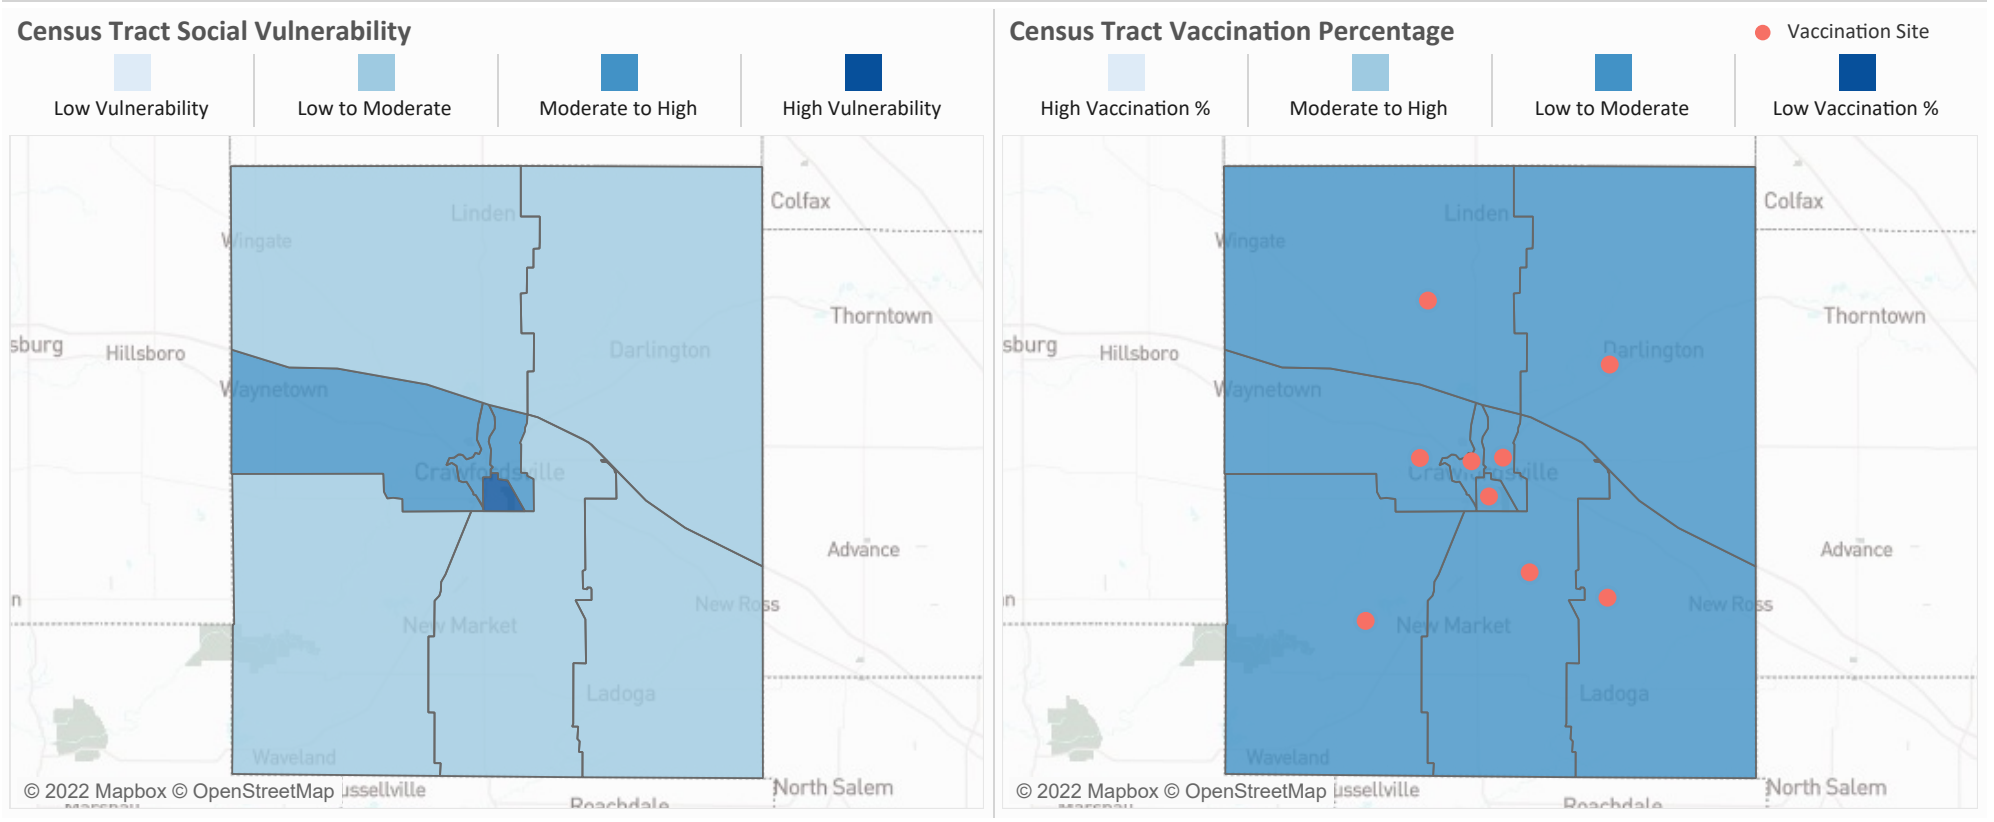 Census Tract Social Vulnerability
Low Vulnerability
Low to Moderate
Moderate to High
High Vulnerability
Linden
Colfax
Wingate
Thorntown
sburg
Hillsboro
Darlington
Waynetown
Crawfordsville
Advance
n
New Ross
New Market
Ladoga
Waveland
© 2022 Mapbox © OpenStreetMap
ussellville
North Salem
Roachdale
Census Tract Vaccination Percentage
Vaccination Site
High Vaccination %
Moderate to High
Low to Moderate
Low Vaccination %
Linden
Colfax
Wingate
Thorntown
sburg
Hillsboro
Darlington
Waynetown
Crawfordsville
Advance
n
New Ross
New Market
Ladoga
Waveland
© 2022 Mapbox © OpenStreetMap
ussellville
North Salem
Roachdale